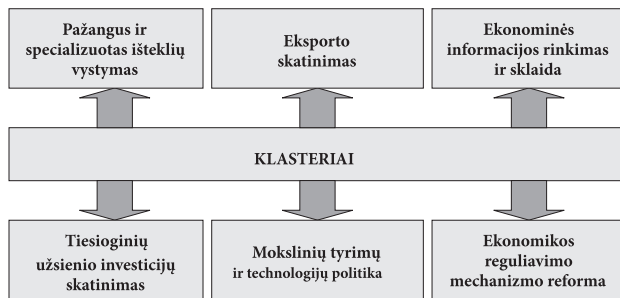 Pažangus ir
specializuotas išteklių
vystymas
Eksporto
skatinimas
Ekonominės
informacijos rinkimas
ir sklaida
KLASTERIAI
Tiesioginių
užsienio investicijų
skatinimas
Mokslinių tyrimų
ir technologijų politika
Ekonomikos
reguliavimo
mechanizmo reforma